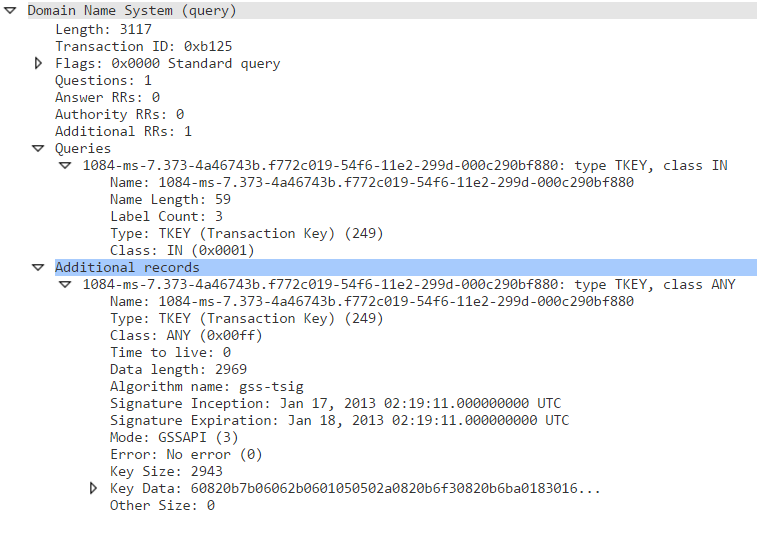 Domain Name System (query)
Length: 3117
Transaction ID: 0xb125
Flags: 0x0000 Standard query
Questions: 1
Answer RRs: 0
Authority RRs: 0
Additional RRs: 1
Queries
1084-ms-7.373-4a46743b.f772c019-54f6-11e2-299d-000c290bf880: type TKEY, class IN
Name: 1084-ms-7.373-4a46743b.f772c019-54f6-11e2-299d-000c290bf880
Name Length: 59
Label Count: 3
Type: TKEY (Transaction Key) (249)
Class: IN (0x0001)
Additional records
1084-ms-7.373-4a46743b.f772c019-54f6-11e2-299d-000c290bf880: type TKEY, class ANY
Name: 1084-ms-7.373-4a46743b.f772c019-54f6-11e2-299d-000c290bf880
Type: TKEY (Transaction Key) (249)
Class: ANY (0x00ff)
Time to live: 0
Data length: 2969
Algorithm name: gss-tsig
Signature Inception: Jan 17, 2013 02:19:11.000000000 UTC
Signature Expiration: Jan 18, 2013 02:19:11.000000000 UTC
Mode: GSSAPI (3)
Error: No error (0)
Key Size: 2943
Key Data: 60820b7b06062b0601050502a0820b6f30820b6ba0183016...
Other Size: 0